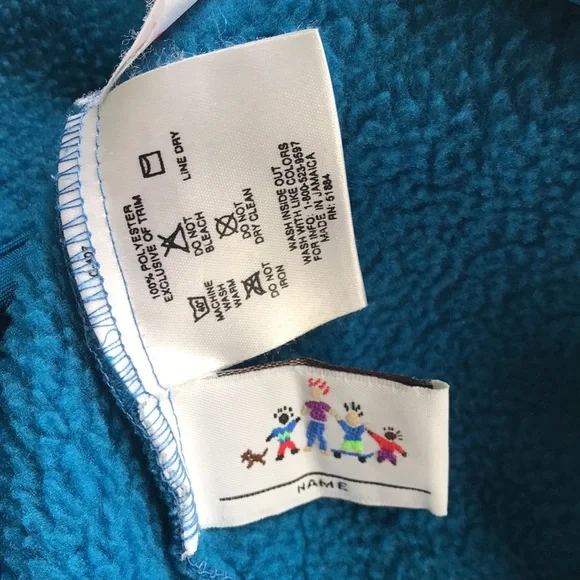 100% POLYESTER
EXCLUSIVE OF TRIM
LINE DRY
DO NOT
BLEACH
DO NOT
DRY CLEAN
40°
MACHINE
WASH
WARM
DO NOT
IRON
WASH INSIDE OUT
WASH WITH LIKE COLORS
FOR INFO: 1-800-523-9597
MADE IN JAMAICA
RN: 51884
NAME